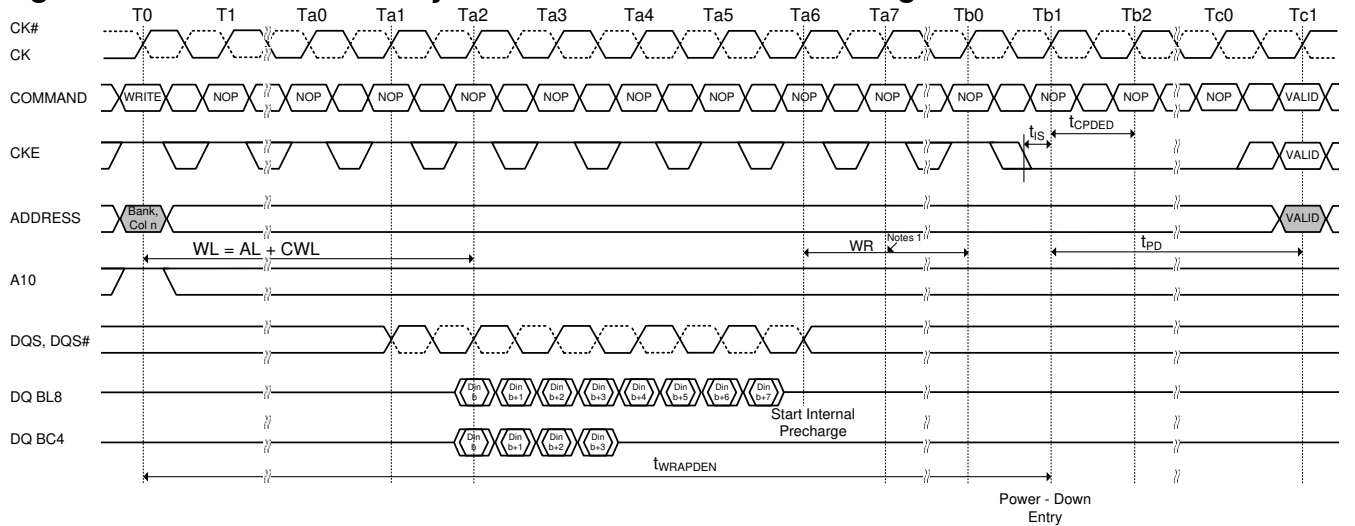 T0 T1 Ta0 Ta1 Ta2 Ta3 Ta4 Ta5 Ta6 Ta7 Tb0 Tb1 Tb2 Tc0 Tc1
CK#
CK
COMMAND WRITE NOP NOP NOP NOP NOP NOP NOP NOP NOP NOP NOP NOP NOP VALID
tIS tCPDED
CKE VALID
ADDRESS Bank, Col n VALID
WL = AL + CWL WR Notes 1 tPD
A10
DQS, DQS#
DQ BL8 Din b Din b+1 Din b+2 Din b+3 Din b+4 Din b+5 Din b+6 Din b+7
Start Internal
Precharge
DQ BC4 Din b Din b+1 Din b+2 Din b+3
tWRAPDEN
Power - Down
Entry